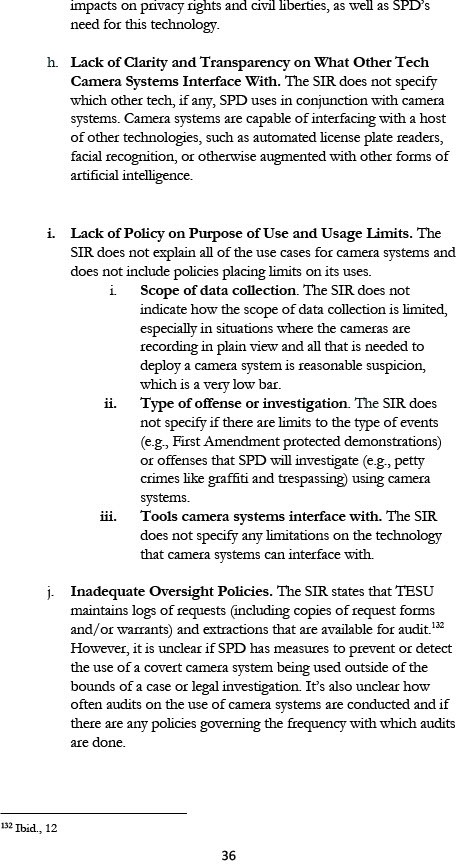 impacts on privacy rights and civil liberties, as well as SPD's
need for this technology.
h. Lack of Clarity and Transparency on What Other Tech
Camera Systems Interface With. The SIR does not specify
which other tech, if any, SPD uses in conjunction with camera
systems. Camera systems are capable of interfacing with a host
of other technologies, such as automated license plate readers,
facial recognition, or otherwise augmented with other forms of
artificial intelligence.
i. Lack of Policy on Purpose of Use and Usage Limits. The
SIR does not explain all of the use cases for camera systems and
does not include policies placing limits on its uses.
i. Scope of data collection. The SIR does not
indicate how the scope of data collection is limited,
especially in situations where the cameras are
recording in plain view and all that is needed to
deploy a camera system is reasonable suspicion,
which is a very low bar.
ii. Type of offense or investigation. The SIR does
not specify if there are limits to the type of events
(e.g., First Amendment protected demonstrations)
or offenses that SPD will investigate (e.g., petty
crimes like graffiti and trespassing) using camera
systems.
iii. Tools camera systems interface with. The SIR
does not specify any limitations on the technology
that camera systems can interface with.
j. Inadequate Oversight Policies. The SIR states that TESU
maintains logs of requests (including copies of request forms
and/or warrants) and extractions that are available for audit.132
However, it is unclear if SPD has measures to prevent or detect
the use of a covert camera system being used outside of the
bounds of a case or legal investigation. It's also unclear how
often audits on the use of camera systems are conducted and if
there are any policies governing the frequency with which audits
are done.
132 Ibid., 12
36